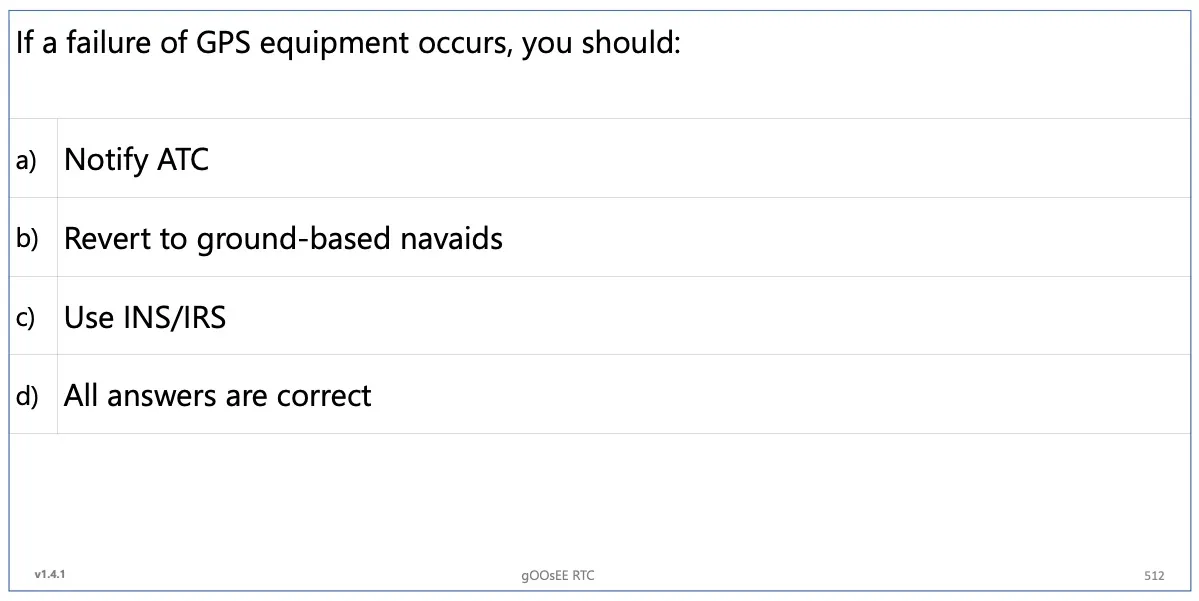 If a failure of GPS equipment occurs, you should:
a) Notify ATC
b) Revert to ground-based navaids
c) Use INS/IRS
d) All answers are correct
v1.4.1 gOOsEE RTC 512